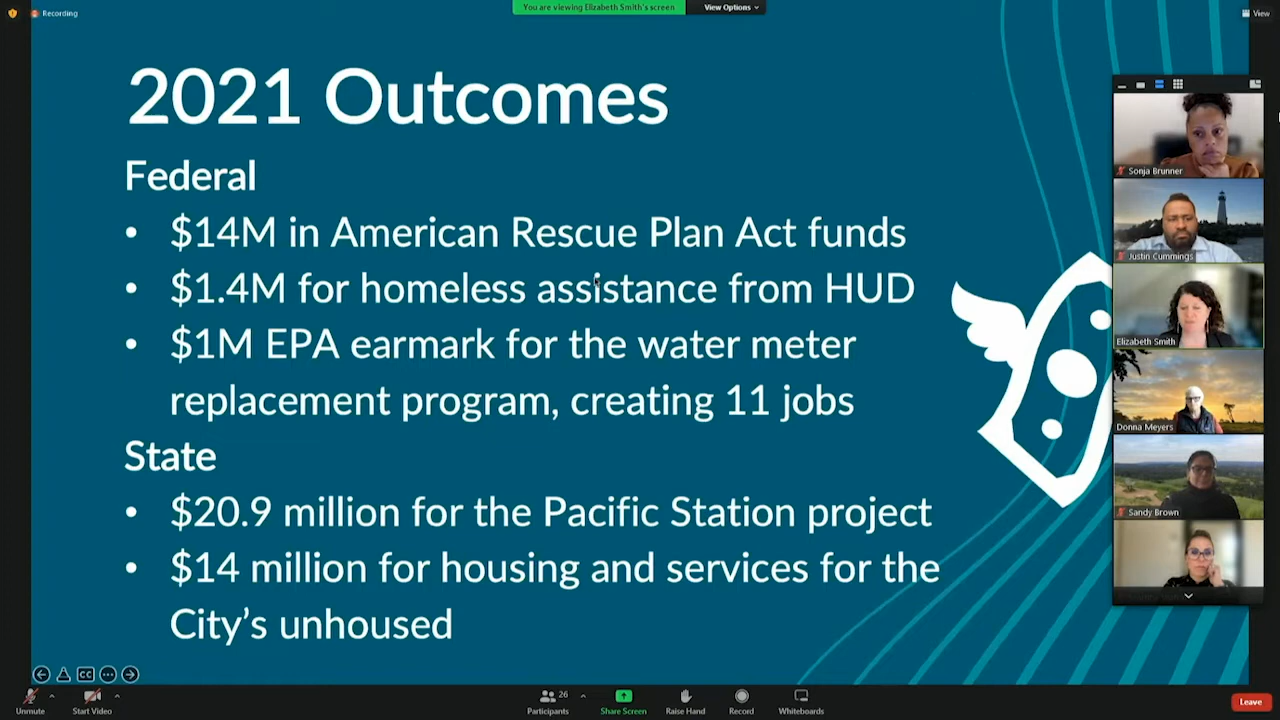 Recording
You are viewing Elizabeth Smith's screen
View Options
View
2021 Outcomes
Federal
• $14M in American Rescue Plan Act funds
• $1.4M for homeless assistance from HUD
• $1M EPA earmark for the water meter
replacement program, creating 11 jobs
State
• $20.9 million for the Pacific Station project
• $14 million for housing and services for the
City's unhoused
Sonja Brunner
Justin Cummings
Elizabeth Smith
Donna Meyers
Sandy Brown
CC
Unmute
Start Video
26
Participants
Share Screen
Raise Hand
Record
Whiteboards
Leave